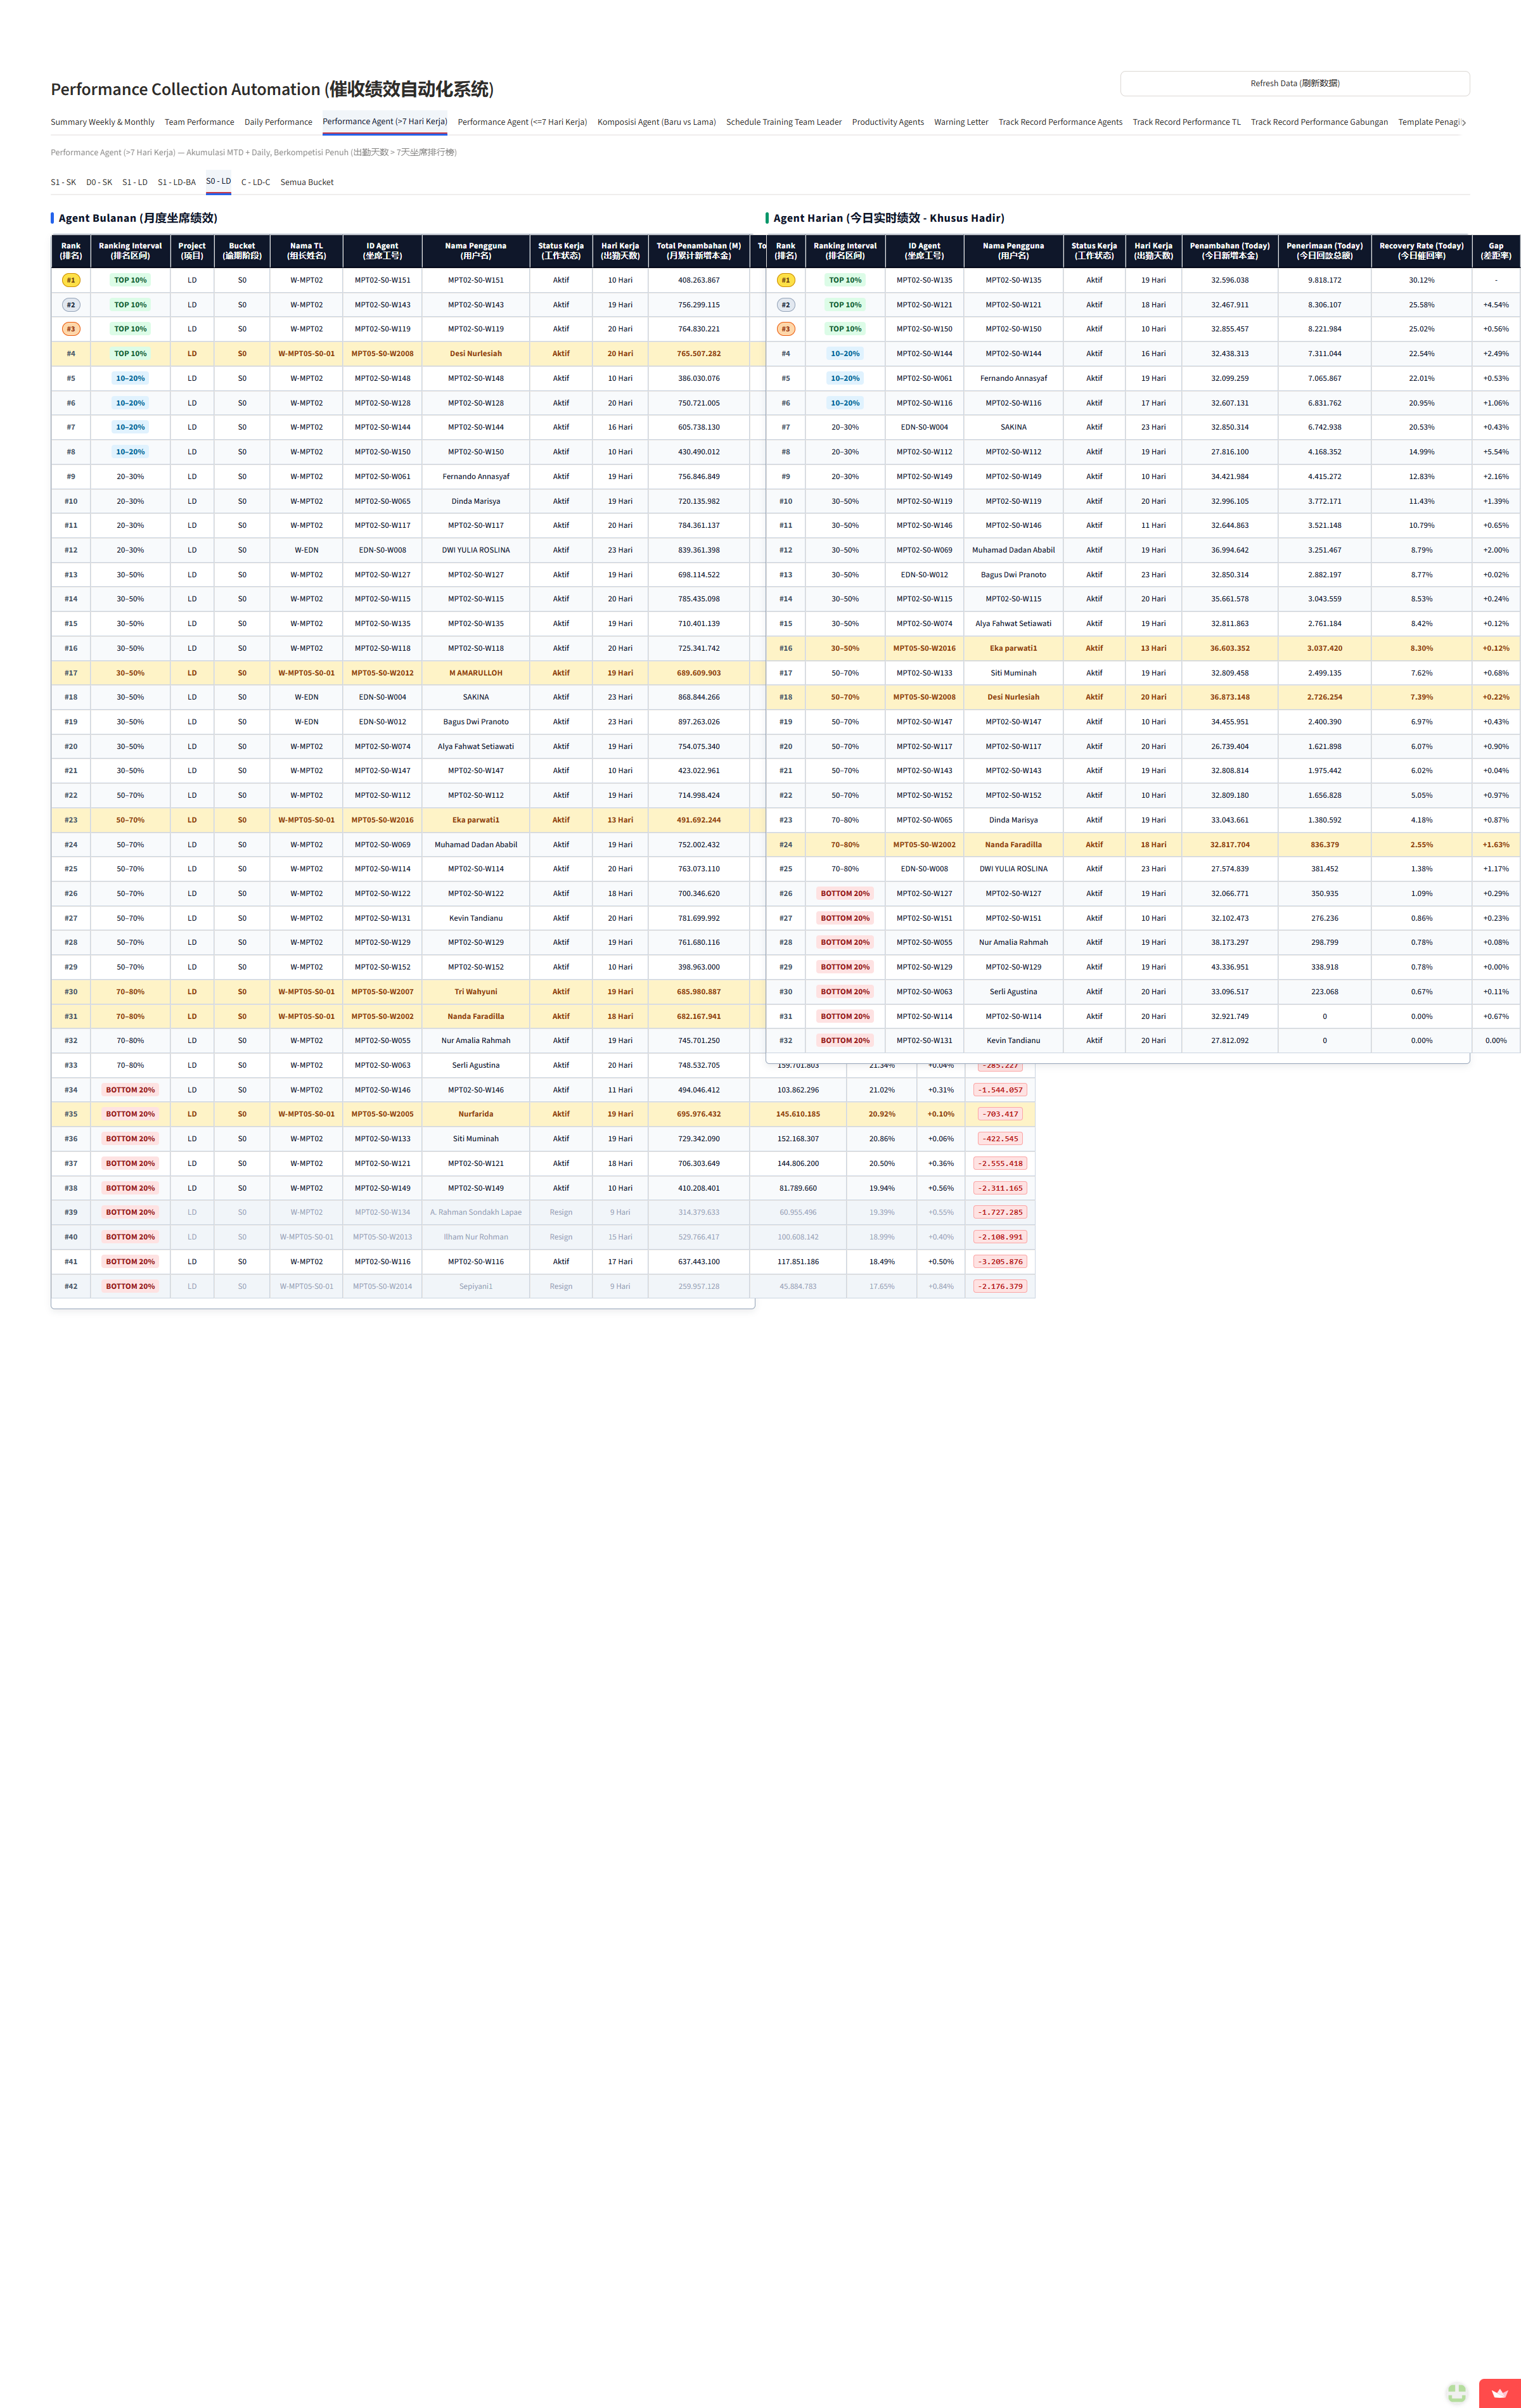 Performance Collection Automation (催收绩效自动化系统)
Refresh Data (刷新数据)
Summary Weekly & Monthly Team Performance Daily Performance Performance Agent (>7 Hari Kerja) Performance Agent (<=7 Hari Kerja) Komposisi Agent (Baru vs Lama) Schedule Training Team Leader Productivity Agents Warning Letter Track Record Performance Agents Track Record Performance TL Track Record Performance Gabungan Template Penagi
Performance Agent (>7 Hari Kerja) — Akumulasi MTD + Daily, Berkompetisi Penuh (出勤天数 > 7天坐席排行榜)
S1 - SK D0 - SK S1 - LD S1 - LD-BA S0 - LD C - LD-C Semua Bucket
Agent Bulanan (月度坐席绩效)
Rank Ranking Interval Project Bucket Nama TL ID Agent Nama Pengguna Status Kerja Hari Kerja Total Penambahan (M) To
(排名) (排名区间) (项目) (逾期阶段) (组长姓名) (坐席工号) (用户名) (工作状态) (出勤天数) (月累计新增本金)
#1 TOP 10% LD S0 W-MPT02 MPT02-S0-W151 MPT02-S0-W151 Aktif 10 Hari 408.263.867
#2 TOP 10% LD S0 W-MPT02 MPT02-S0-W143 MPT02-S0-W143 Aktif 19 Hari 756.299.115
#3 TOP 10% LD S0 W-MPT02 MPT02-S0-W119 MPT02-S0-W119 Aktif 20 Hari 764.830.221
#4 TOP 10% LD S0 W-MPT05-S0-01 MPT05-S0-W2008 Desi Nurlesiah Aktif 20 Hari 765.507.282
#5 10–20% LD S0 W-MPT02 MPT02-S0-W148 MPT02-S0-W148 Aktif 10 Hari 386.030.076
#6 10–20% LD S0 W-MPT02 MPT02-S0-W128 MPT02-S0-W128 Aktif 20 Hari 750.721.005
#7 10–20% LD S0 W-MPT02 MPT02-S0-W144 MPT02-S0-W144 Aktif 16 Hari 605.738.130
#8 10–20% LD S0 W-MPT02 MPT02-S0-W150 MPT02-S0-W150 Aktif 10 Hari 430.490.012
#9 20–30% LD S0 W-MPT02 MPT02-S0-W061 Fernando Annasyaf Aktif 19 Hari 756.846.849
#10 20–30% LD S0 W-MPT02 MPT02-S0-W065 Dinda Marisya Aktif 19 Hari 720.135.982
#11 20–30% LD S0 W-MPT02 MPT02-S0-W117 MPT02-S0-W117 Aktif 20 Hari 784.361.137
#12 20–30% LD S0 W-EDN EDN-S0-W008 DWI YULIA ROSLINA Aktif 23 Hari 839.361.398
#13 30–50% LD S0 W-MPT02 MPT02-S0-W127 MPT02-S0-W127 Aktif 19 Hari 698.114.522
#14 30–50% LD S0 W-MPT02 MPT02-S0-W115 MPT02-S0-W115 Aktif 20 Hari 785.435.098
#15 30–50% LD S0 W-MPT02 MPT02-S0-W135 MPT02-S0-W135 Aktif 19 Hari 710.401.139
#16 30–50% LD S0 W-MPT02 MPT02-S0-W118 MPT02-S0-W118 Aktif 20 Hari 725.341.742
#17 30–50% LD S0 W-MPT05-S0-01 MPT05-S0-W2012 M AMARULLOH Aktif 19 Hari 689.609.903
#18 30–50% LD S0 W-EDN EDN-S0-W004 SAKINA Aktif 23 Hari 868.844.266
#19 30–50% LD S0 W-EDN EDN-S0-W012 Bagus Dwi Pranoto Aktif 23 Hari 897.263.026
#20 30–50% LD S0 W-MPT02 MPT02-S0-W074 Alya Fahwat Setiawati Aktif 19 Hari 754.075.340
#21 30–50% LD S0 W-MPT02 MPT02-S0-W147 MPT02-S0-W147 Aktif 10 Hari 423.022.961
#22 50–70% LD S0 W-MPT02 MPT02-S0-W112 MPT02-S0-W112 Aktif 19 Hari 714.998.424
#23 50–70% LD S0 W-MPT05-S0-01 MPT05-S0-W2016 Eka parwati1 Aktif 13 Hari 491.692.244
#24 50–70% LD S0 W-MPT02 MPT02-S0-W069 Muhamad Dadan Ababil Aktif 19 Hari 752.002.432
#25 50–70% LD S0 W-MPT02 MPT02-S0-W114 MPT02-S0-W114 Aktif 20 Hari 763.073.110
#26 50–70% LD S0 W-MPT02 MPT02-S0-W122 MPT02-S0-W122 Aktif 18 Hari 700.346.620
#27 50–70% LD S0 W-MPT02 MPT02-S0-W131 Kevin Tandianu Aktif 20 Hari 781.699.992
#28 50–70% LD S0 W-MPT02 MPT02-S0-W129 MPT02-S0-W129 Aktif 19 Hari 761.680.116
#29 50–70% LD S0 W-MPT02 MPT02-S0-W152 MPT02-S0-W152 Aktif 10 Hari 398.963.000
#30 70–80% LD S0 W-MPT05-S0-01 MPT05-S0-W2007 Tri Wahyuni Aktif 19 Hari 685.980.887
#31 70–80% LD S0 W-MPT05-S0-01 MPT05-S0-W2002 Nanda Faradilla Aktif 18 Hari 682.167.941
#32 70–80% LD S0 W-MPT02 MPT02-S0-W055 Nur Amalia Rahmah Aktif 19 Hari 745.701.250
#33 70–80% LD S0 W-MPT02 MPT02-S0-W063 Serli Agustina Aktif 20 Hari 748.532.705 159.701.803 21.34% +0.04% -285.227
#34 BOTTOM 20% LD S0 W-MPT02 MPT02-S0-W146 MPT02-S0-W146 Aktif 11 Hari 494.046.412 103.862.296 21.02% +0.31% -1.544.057
#35 BOTTOM 20% LD S0 W-MPT05-S0-01 MPT05-S0-W2005 Nurfarida Aktif 19 Hari 695.976.432 145.610.185 20.92% +0.10% -703.417
#36 BOTTOM 20% LD S0 W-MPT02 MPT02-S0-W133 Siti Muminah Aktif 19 Hari 729.342.090 152.168.307 20.86% +0.06% -422.545
#37 BOTTOM 20% LD S0 W-MPT02 MPT02-S0-W121 MPT02-S0-W121 Aktif 18 Hari 706.303.649 144.806.200 20.50% +0.36% -2.555.418
#38 BOTTOM 20% LD S0 W-MPT02 MPT02-S0-W149 MPT02-S0-W149 Aktif 10 Hari 410.208.401 81.789.660 19.94% +0.56% -2.311.165
#39 BOTTOM 20% LD S0 W-MPT02 MPT02-S0-W134 A. Rahman Sondakh Lapae Resign 9 Hari 314.379.633 60.955.496 19.39% +0.55% -1.727.285
#40 BOTTOM 20% LD S0 W-MPT05-S0-01 MPT05-S0-W2013 Ilham Nur Rohman Resign 15 Hari 529.766.417 100.608.142 18.99% +0.40% -2.108.991
#41 BOTTOM 20% LD S0 W-MPT02 MPT02-S0-W116 MPT02-S0-W116 Aktif 17 Hari 637.443.100 117.851.186 18.49% +0.50% -3.205.876
#42 BOTTOM 20% LD S0 W-MPT05-S0-01 MPT05-S0-W2014 Sepiyani1 Resign 9 Hari 259.957.128 45.884.783 17.65% +0.84% -2.176.379
Agent Harian (今日实时绩效 - Khusus Hadir)
Rank Ranking Interval ID Agent Nama Pengguna Status Kerja Hari Kerja Penambahan (Today) Penerimaan (Today) Recovery Rate (Today) Gap
(排名) (排名区间) (坐席工号) (用户名) (工作状态) (出勤天数) (今日新增本金) (今日回款总额) (今日催回率) (差距率)
#1 TOP 10% MPT02-S0-W135 MPT02-S0-W135 Aktif 19 Hari 32.596.038 9.818.172 30.12% -
#2 TOP 10% MPT02-S0-W121 MPT02-S0-W121 Aktif 18 Hari 32.467.911 8.306.107 25.58% +4.54%
#3 TOP 10% MPT02-S0-W150 MPT02-S0-W150 Aktif 10 Hari 32.855.457 8.221.984 25.02% +0.56%
#4 10–20% MPT02-S0-W144 MPT02-S0-W144 Aktif 16 Hari 32.438.313 7.311.044 22.54% +2.49%
#5 10–20% MPT02-S0-W061 Fernando Annasyaf Aktif 19 Hari 32.099.259 7.065.867 22.01% +0.53%
#6 10–20% MPT02-S0-W116 MPT02-S0-W116 Aktif 17 Hari 32.607.131 6.831.762 20.95% +1.06%
#7 20–30% EDN-S0-W004 SAKINA Aktif 23 Hari 32.850.314 6.742.938 20.53% +0.43%
#8 20–30% MPT02-S0-W112 MPT02-S0-W112 Aktif 19 Hari 27.816.100 4.168.352 14.99% +5.54%
#9 20–30% MPT02-S0-W149 MPT02-S0-W149 Aktif 10 Hari 34.421.984 4.415.272 12.83% +2.16%
#10 30–50% MPT02-S0-W119 MPT02-S0-W119 Aktif 20 Hari 32.996.105 3.772.171 11.43% +1.39%
#11 30–50% MPT02-S0-W146 MPT02-S0-W146 Aktif 11 Hari 32.644.863 3.521.148 10.79% +0.65%
#12 30–50% MPT02-S0-W069 Muhamad Dadan Ababil Aktif 19 Hari 36.994.642 3.251.467 8.79% +2.00%
#13 30–50% EDN-S0-W012 Bagus Dwi Pranoto Aktif 23 Hari 32.850.314 2.882.197 8.77% +0.02%
#14 30–50% MPT02-S0-W115 MPT02-S0-W115 Aktif 20 Hari 35.661.578 3.043.559 8.53% +0.24%
#15 30–50% MPT02-S0-W074 Alya Fahwat Setiawati Aktif 19 Hari 32.811.863 2.761.184 8.42% +0.12%
#16 30–50% MPT05-S0-W2016 Eka parwati1 Aktif 13 Hari 36.603.352 3.037.420 8.30% +0.12%
#17 50–70% MPT02-S0-W133 Siti Muminah Aktif 19 Hari 32.809.458 2.499.135 7.62% +0.68%
#18 50–70% MPT05-S0-W2008 Desi Nurlesiah Aktif 20 Hari 36.873.148 2.726.254 7.39% +0.22%
#19 50–70% MPT02-S0-W147 MPT02-S0-W147 Aktif 10 Hari 34.455.951 2.400.390 6.97% +0.43%
#20 50–70% MPT02-S0-W117 MPT02-S0-W117 Aktif 20 Hari 26.739.404 1.621.898 6.07% +0.90%
#21 50–70% MPT02-S0-W143 MPT02-S0-W143 Aktif 19 Hari 32.808.814 1.975.442 6.02% +0.04%
#22 50–70% MPT02-S0-W152 MPT02-S0-W152 Aktif 10 Hari 32.809.180 1.656.828 5.05% +0.97%
#23 70–80% MPT02-S0-W065 Dinda Marisya Aktif 19 Hari 33.043.661 1.380.592 4.18% +0.87%
#24 70–80% MPT05-S0-W2002 Nanda Faradilla Aktif 18 Hari 32.817.704 836.379 2.55% +1.63%
#25 70–80% EDN-S0-W008 DWI YULIA ROSLINA Aktif 23 Hari 27.574.839 381.452 1.38% +1.17%
#26 BOTTOM 20% MPT02-S0-W127 MPT02-S0-W127 Aktif 19 Hari 32.066.771 350.935 1.09% +0.29%
#27 BOTTOM 20% MPT02-S0-W151 MPT02-S0-W151 Aktif 10 Hari 32.102.473 276.236 0.86% +0.23%
#28 BOTTOM 20% MPT02-S0-W055 Nur Amalia Rahmah Aktif 19 Hari 38.173.297 298.799 0.78% +0.08%
#29 BOTTOM 20% MPT02-S0-W129 MPT02-S0-W129 Aktif 19 Hari 43.336.951 338.918 0.78% +0.00%
#30 BOTTOM 20% MPT02-S0-W063 Serli Agustina Aktif 20 Hari 33.096.517 223.068 0.67% +0.11%
#31 BOTTOM 20% MPT02-S0-W114 MPT02-S0-W114 Aktif 20 Hari 32.921.749 0 0.00% +0.67%
#32 BOTTOM 20% MPT02-S0-W131 Kevin Tandianu Aktif 20 Hari 27.812.092 0 0.00% 0.00%